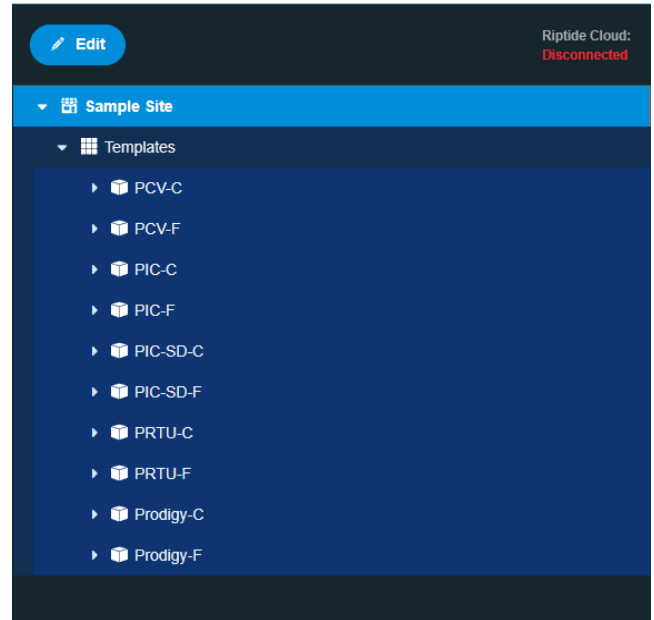 Edit
Riptide Cloud:
Disconnected
Sample Site
Templates
PCV-C
PCV-F
PIC-C
PIC-F
PIC-SD-C
PIC-SD-F
PRTU-C
PRTU-F
Prodigy-C
Prodigy-F